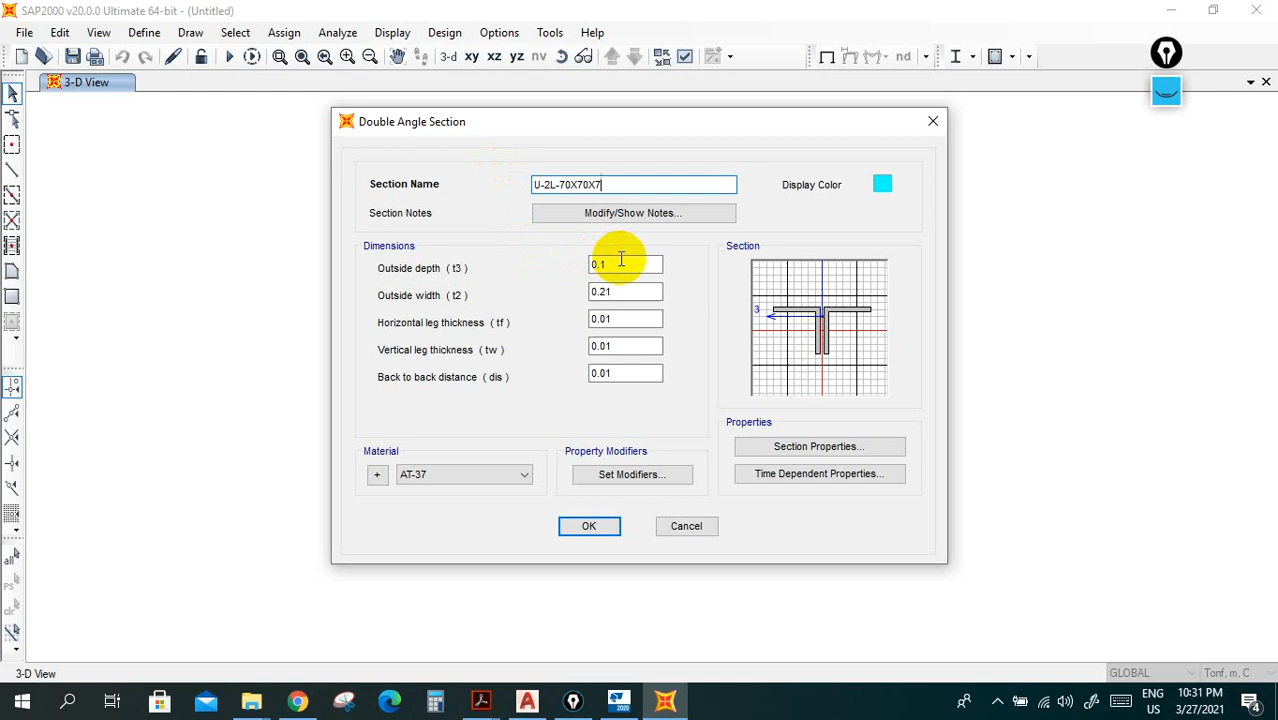 SAP2000 v20.0.0 Ultimate 64-bit - (Untitled)
File Edit View Define Draw Select Assign Analyze Display Design Options Tools Help
3-d xy xz yz nv nd
3-D View
Double Angle Section
Section Name U-2L-70X70X7 Display Color
Section Notes Modify/Show Notes...
Dimensions Section
Outside depth ( t3 ) 0.1
Outside width ( t2 ) 0.21
Horizontal leg thickness ( tf ) 0.01
Vertical leg thickness ( tw ) 0.01
Back to back distance ( dis ) 0.01
3
Properties
Section Properties...
Time Dependent Properties...
Material Property Modifiers
+ AT-37 Set Modifiers...
OK Cancel
all
PS
clr
3-D View GLOBAL Tonf, m, C
ENG
US
10:31 PM
3/27/2021
4
2020